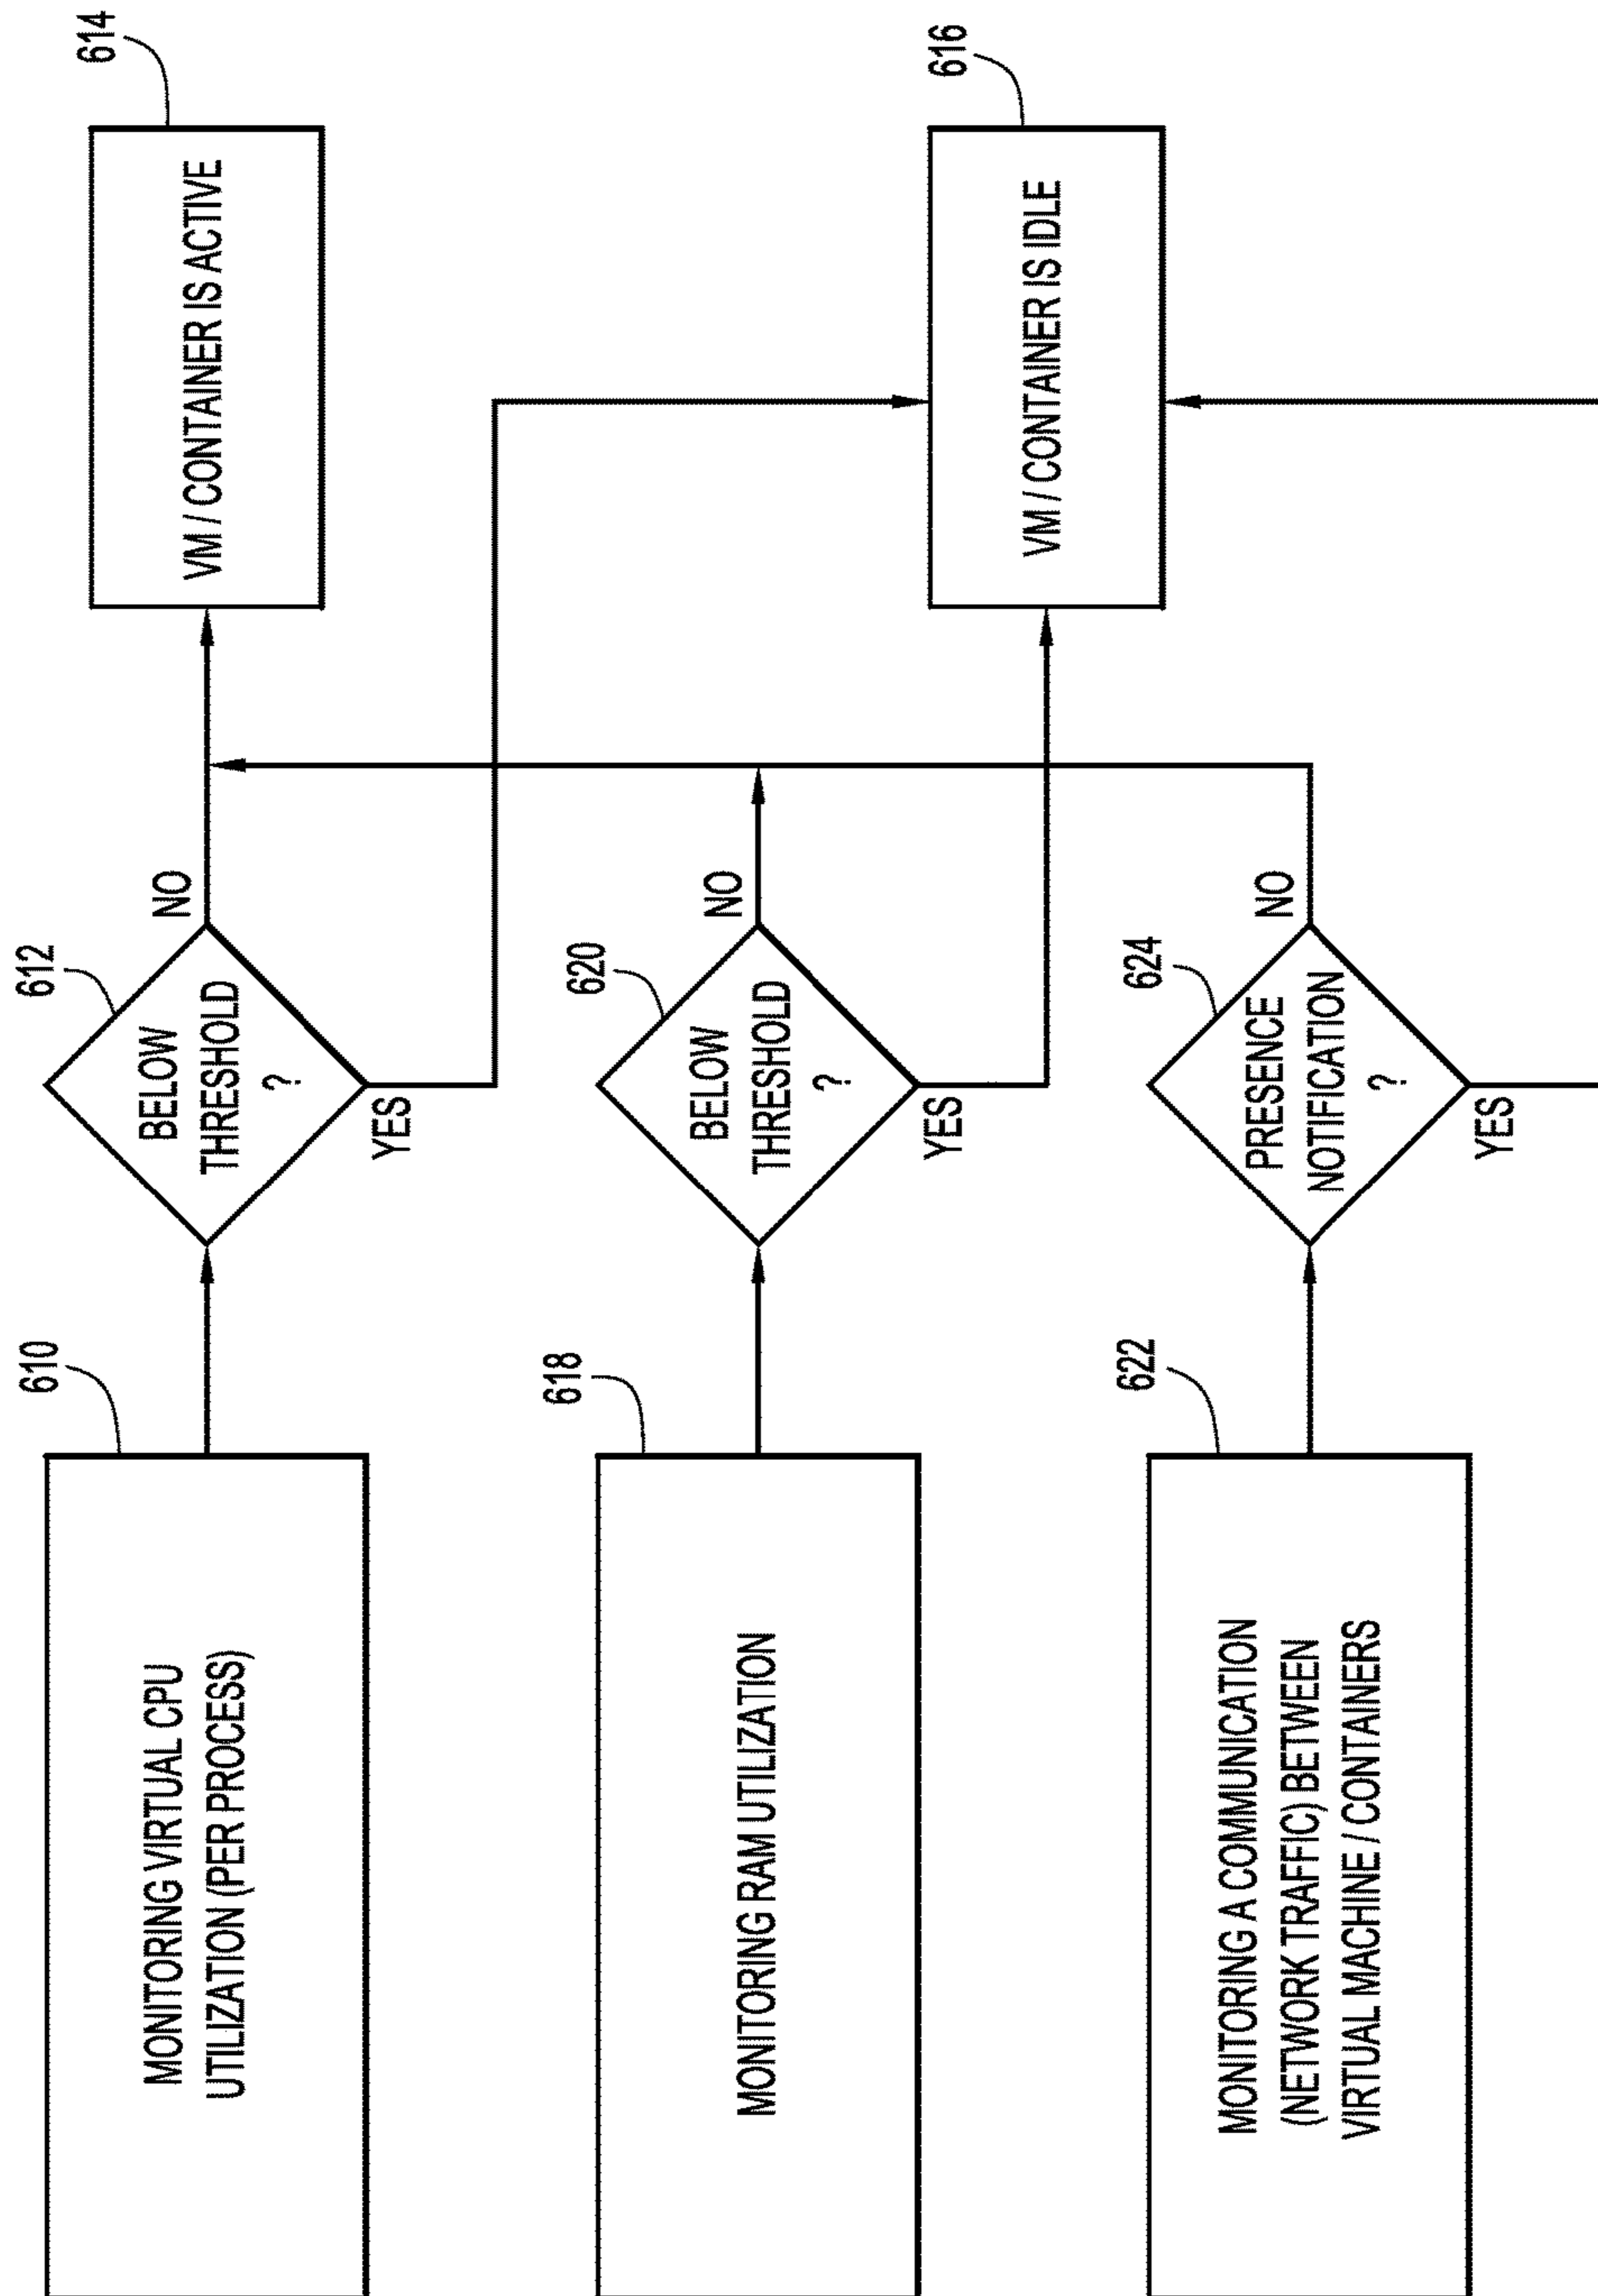 610
MONITORING VIRTUAL CPU
UTILIZATION (PER PROCESS)
612
BELOW
THRESHOLD
?
NO
YES
614
VM / CONTAINER IS ACTIVE
618
MONITORING RAM UTILIZATION
620
BELOW
THRESHOLD
?
NO
YES
616
VM / CONTAINER IS IDLE
622
MONITORING A COMMUNICATION
(NETWORK TRAFFIC) BETWEEN
VIRTUAL MACHINE / CONTAINERS
624
PRESENCE
NOTIFICATION
?
NO
YES